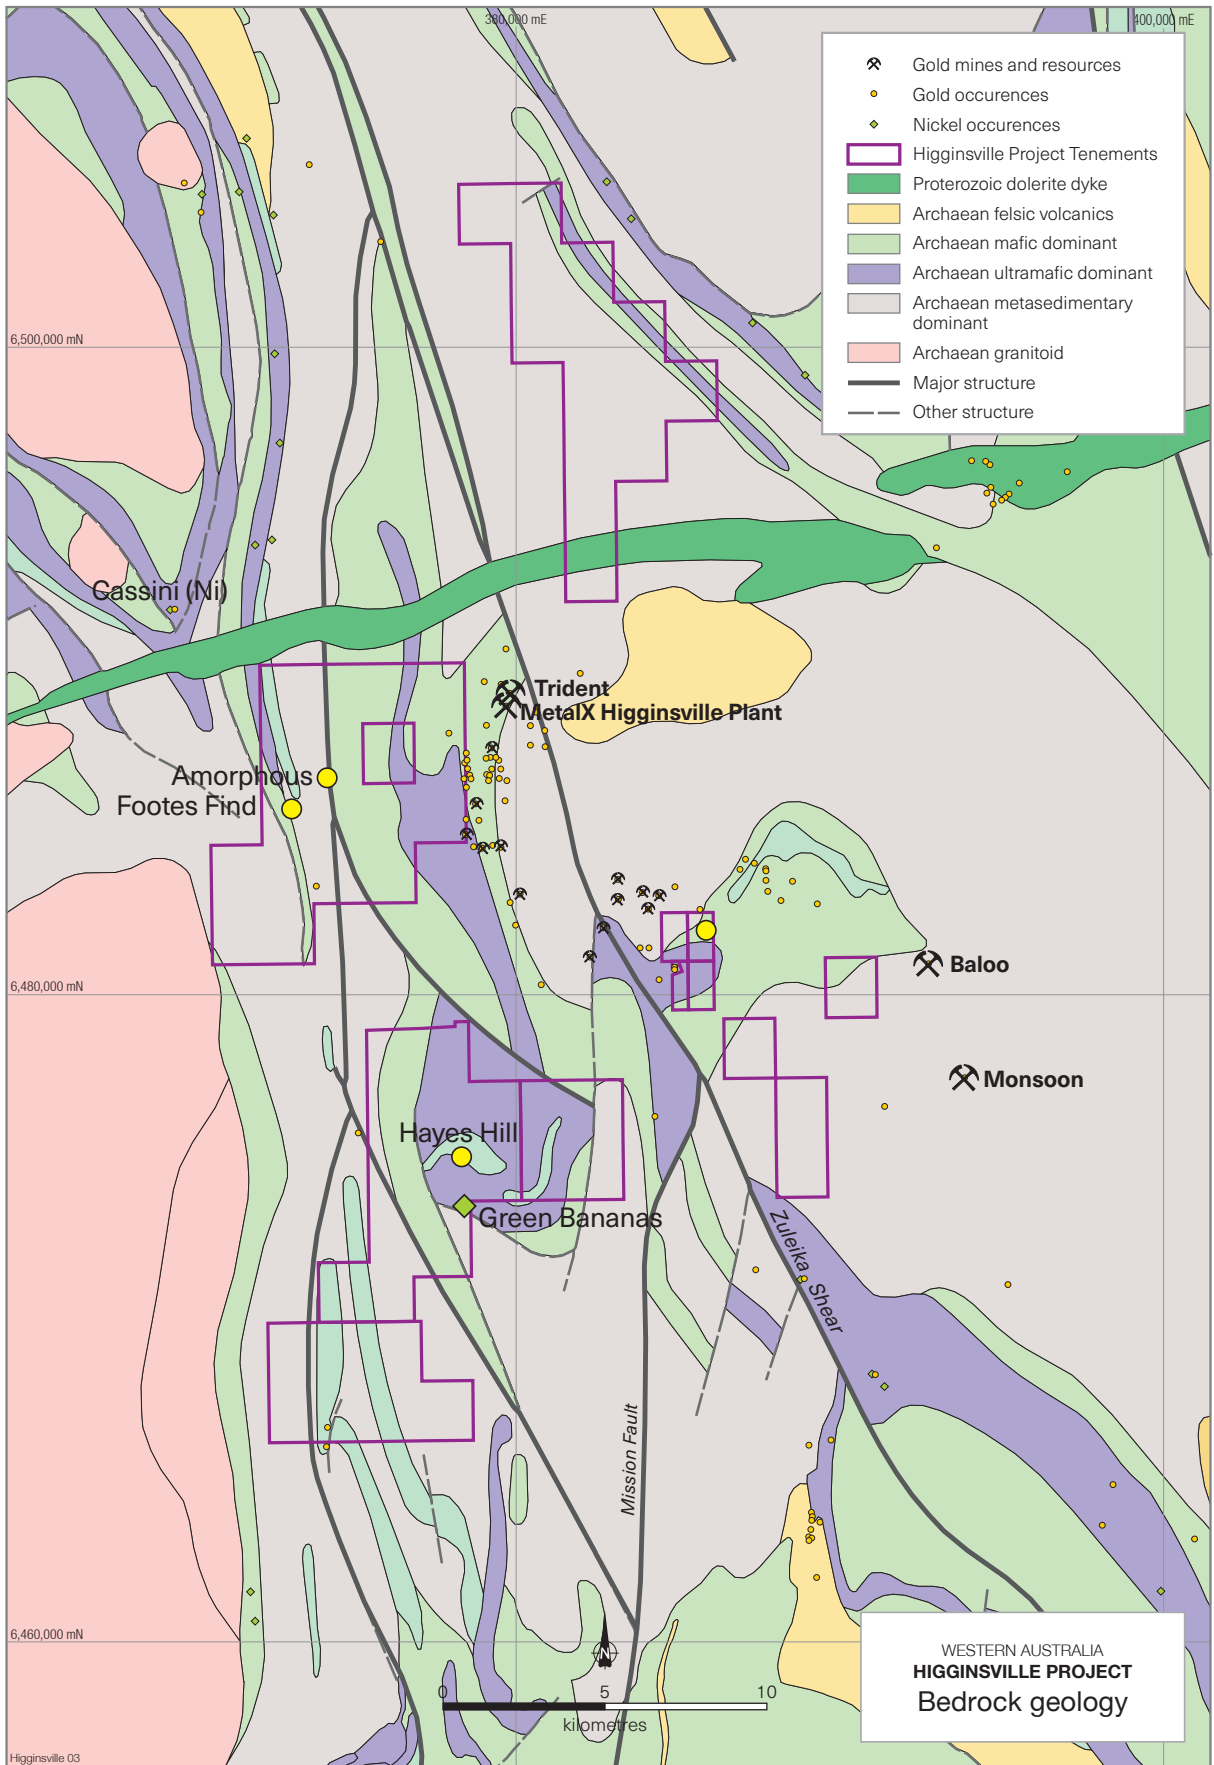 380,000 mE
400,000 mE
Gold mines and resources
Gold occurences
Nickel occurences
Higginsville Project Tenements
Proterozoic dolerite dyke
Archaean felsic volcanics
Archaean mafic dominant
Archaean ultramafic dominant
Archaean metasedimentary
dominant
Archaean granitoid
Major structure
Other structure
6,500,000 mN
Cassini (Ni)
Trident
MetalX Higginsville Plant
Amorphous
Footes Find
Baloo
6,480,000 mN
Monsoon
Hayes Hill
Green Bananas
Zuleika Shear
Mission Fault
6,460,000 mN
N
0 5 10
kilometres
WESTERN AUSTRALIA
HIGGINSVILLE PROJECT
Bedrock geology
Higginsville 03